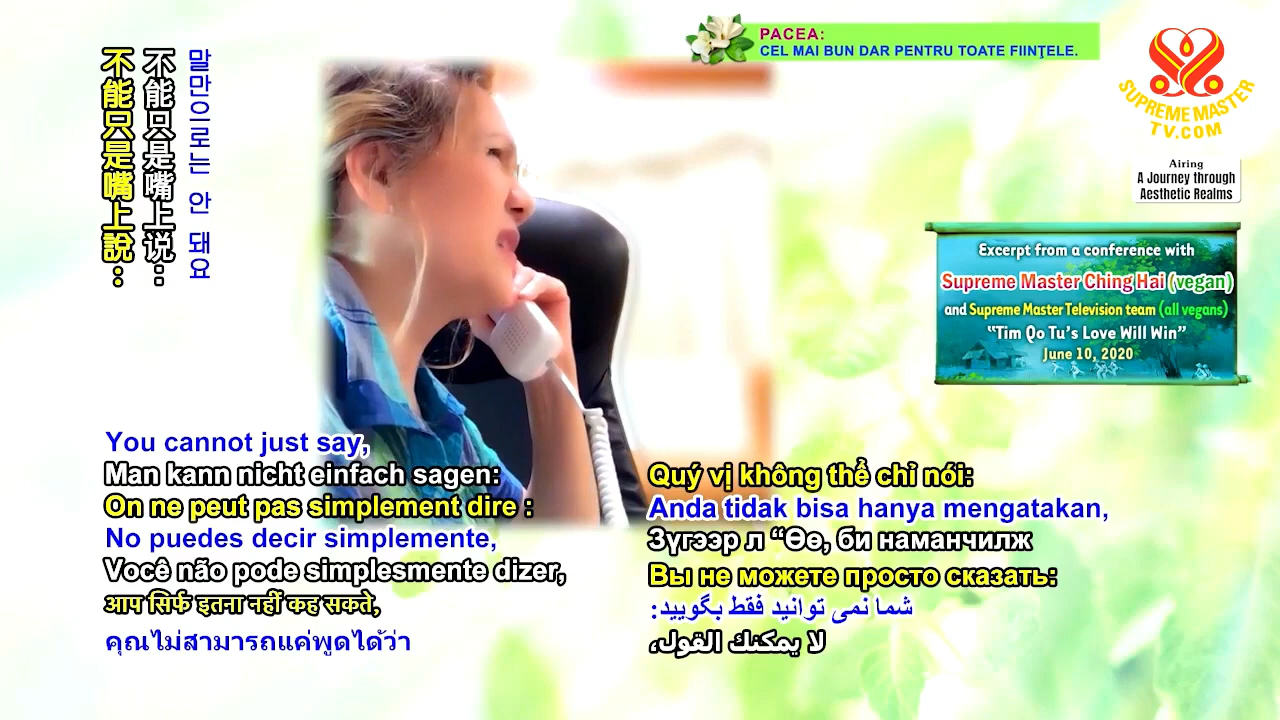 PACEA:
CEL MAI BUN DAR PENTRU TOATE FIINŢELE.
SUPREME MASTER
TV.COM
Airing
A Journey through
Aesthetic Realms
Excerpt from a conference with
Supreme Master Ching Hai (vegan)
and Supreme Master Television team (all vegans)
“Tim Qo Tu’s Love Will Win”
June 10, 2020
말만으로는 안 돼요
不能只是嘴上说：
不能只是嘴上說：
You cannot just say,
Man kann nicht einfach sagen:
On ne peut pas simplement dire :
No puedes decir simplemente,
Você não pode simplesmente dizer,
आप सिर्फ इतना नहीं कह सकते,
คุณไม่สามารถแค่พูดได้ว่า
Quý vị không thể chỉ nói:
Anda tidak bisa hanya mengatakan,
Зүгээр л “Өө, би наманчилж
Вы не можете просто сказать:
شما نمی توانید فقط بگویید:
لا يمكنك القول،